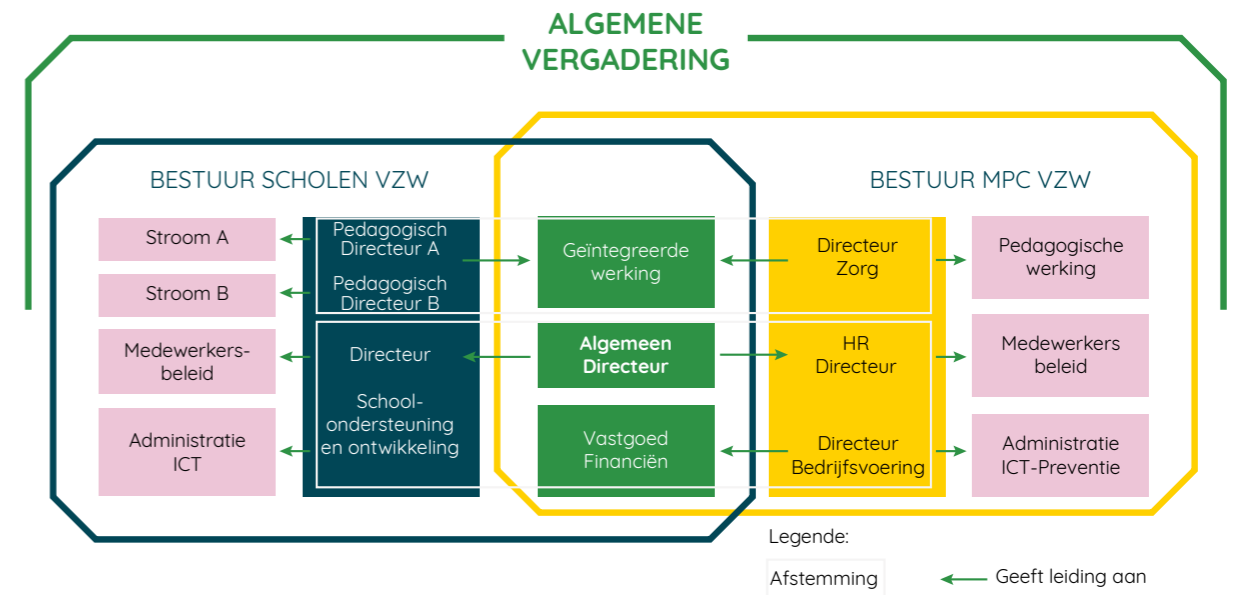 ALGEMENE
VERGADERING
BESTUUR SCHOLEN VZW
BESTUUR MPC VZW
Stroom A
Stroom B
Medewerkers-
beleid
Administratie
ICT
Pedagogisch
Directeur A
Pedagogisch
Directeur B
Directeur
School-
ondersteuning
en ontwikkeling
Geïntegreerde
werking
Algemeen
Directeur
Vastgoed
Financiën
Directeur
Zorg
HR
Directeur
Directeur
Bedrijfsvoering
Pedagogische
werking
Medewerkers
beleid
Administratie
ICT-Preventie
Legende:
Afstemming
Geeft leiding aan